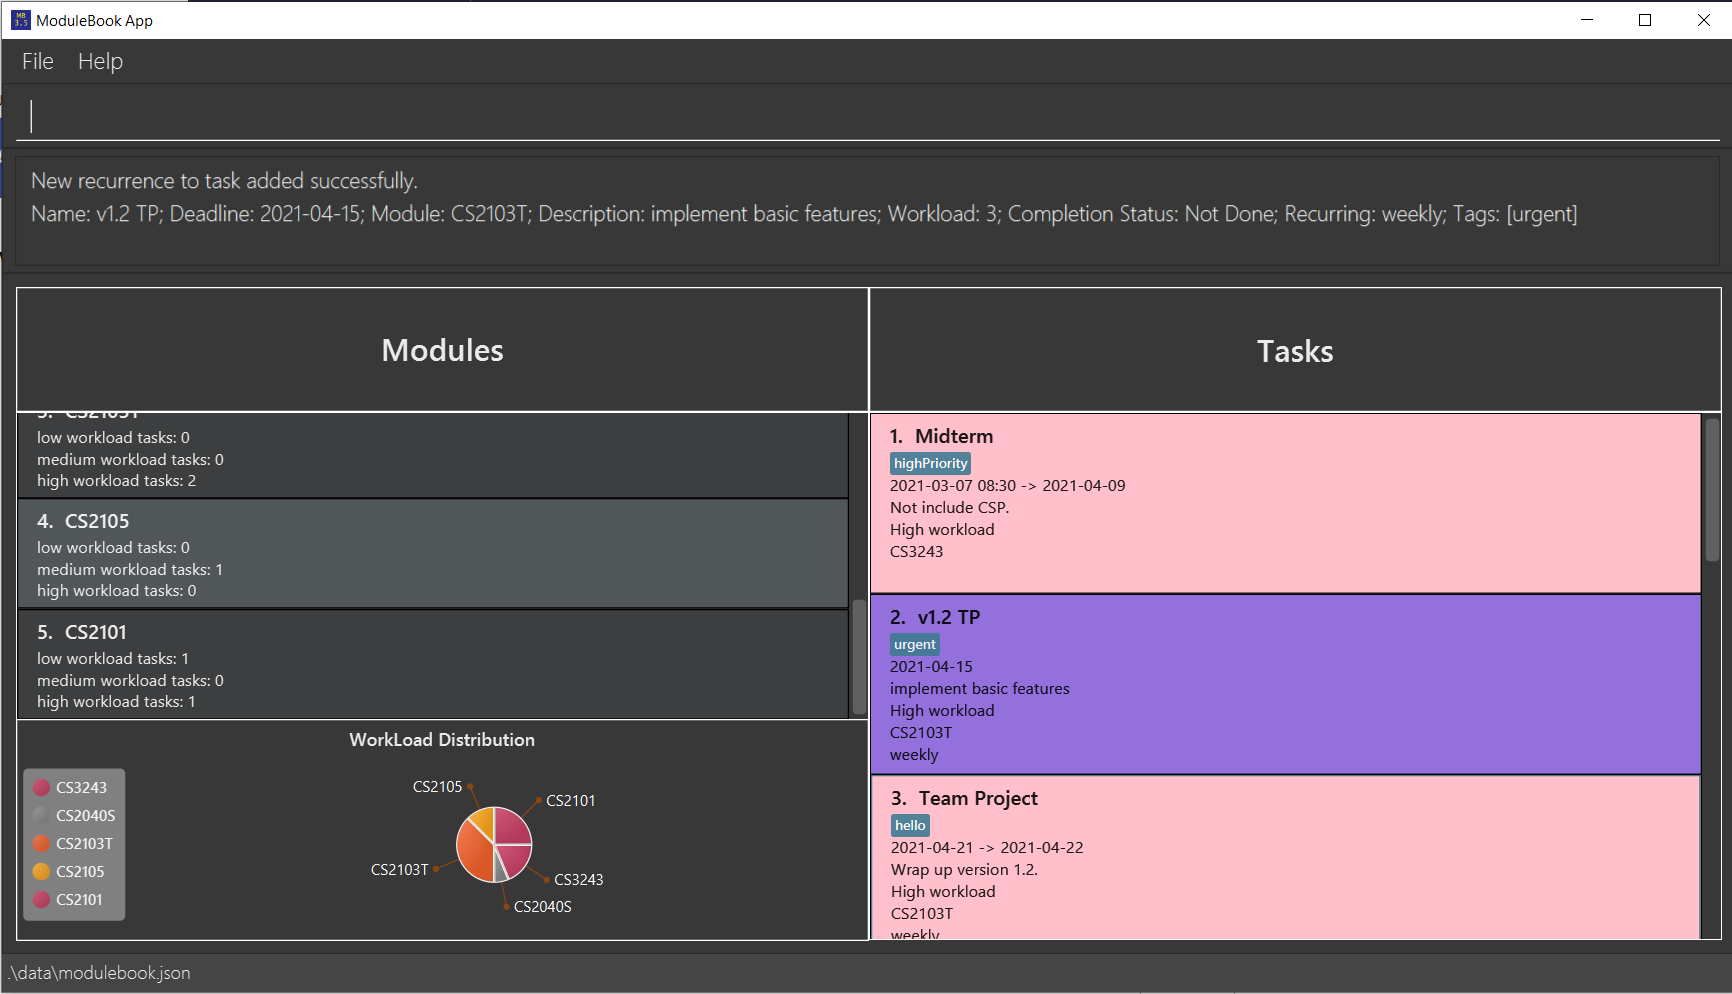 MB
3.5
ModuleBook App
File Help
New recurrence to task added successfully.
Name: v1.2 TP; Deadline: 2021-04-15; Module: CS2103T; Description: implement basic features; Workload: 3; Completion Status: Not Done; Recurring: weekly; Tags: [urgent]
Modules
3. CS2103T
low workload tasks: 0
medium workload tasks: 0
high workload tasks: 2
4. CS2105
low workload tasks: 0
medium workload tasks: 1
high workload tasks: 0
5. CS2101
low workload tasks: 1
medium workload tasks: 0
high workload tasks: 1
WorkLoad Distribution
CS3243
CS2040S
CS2103T
CS2105
CS2101
CS2105
CS2101
CS2103T
CS3243
CS2040S
Tasks
1. Midterm
highPriority
2021-03-07 08:30 -> 2021-04-09
Not include CSP.
High workload
CS3243
2. v1.2 TP
urgent
2021-04-15
implement basic features
High workload
CS2103T
weekly
3. Team Project
hello
2021-04-21 -> 2021-04-22
Wrap up version 1.2.
High workload
CS2103T
weekly
.\data\modulebook.json